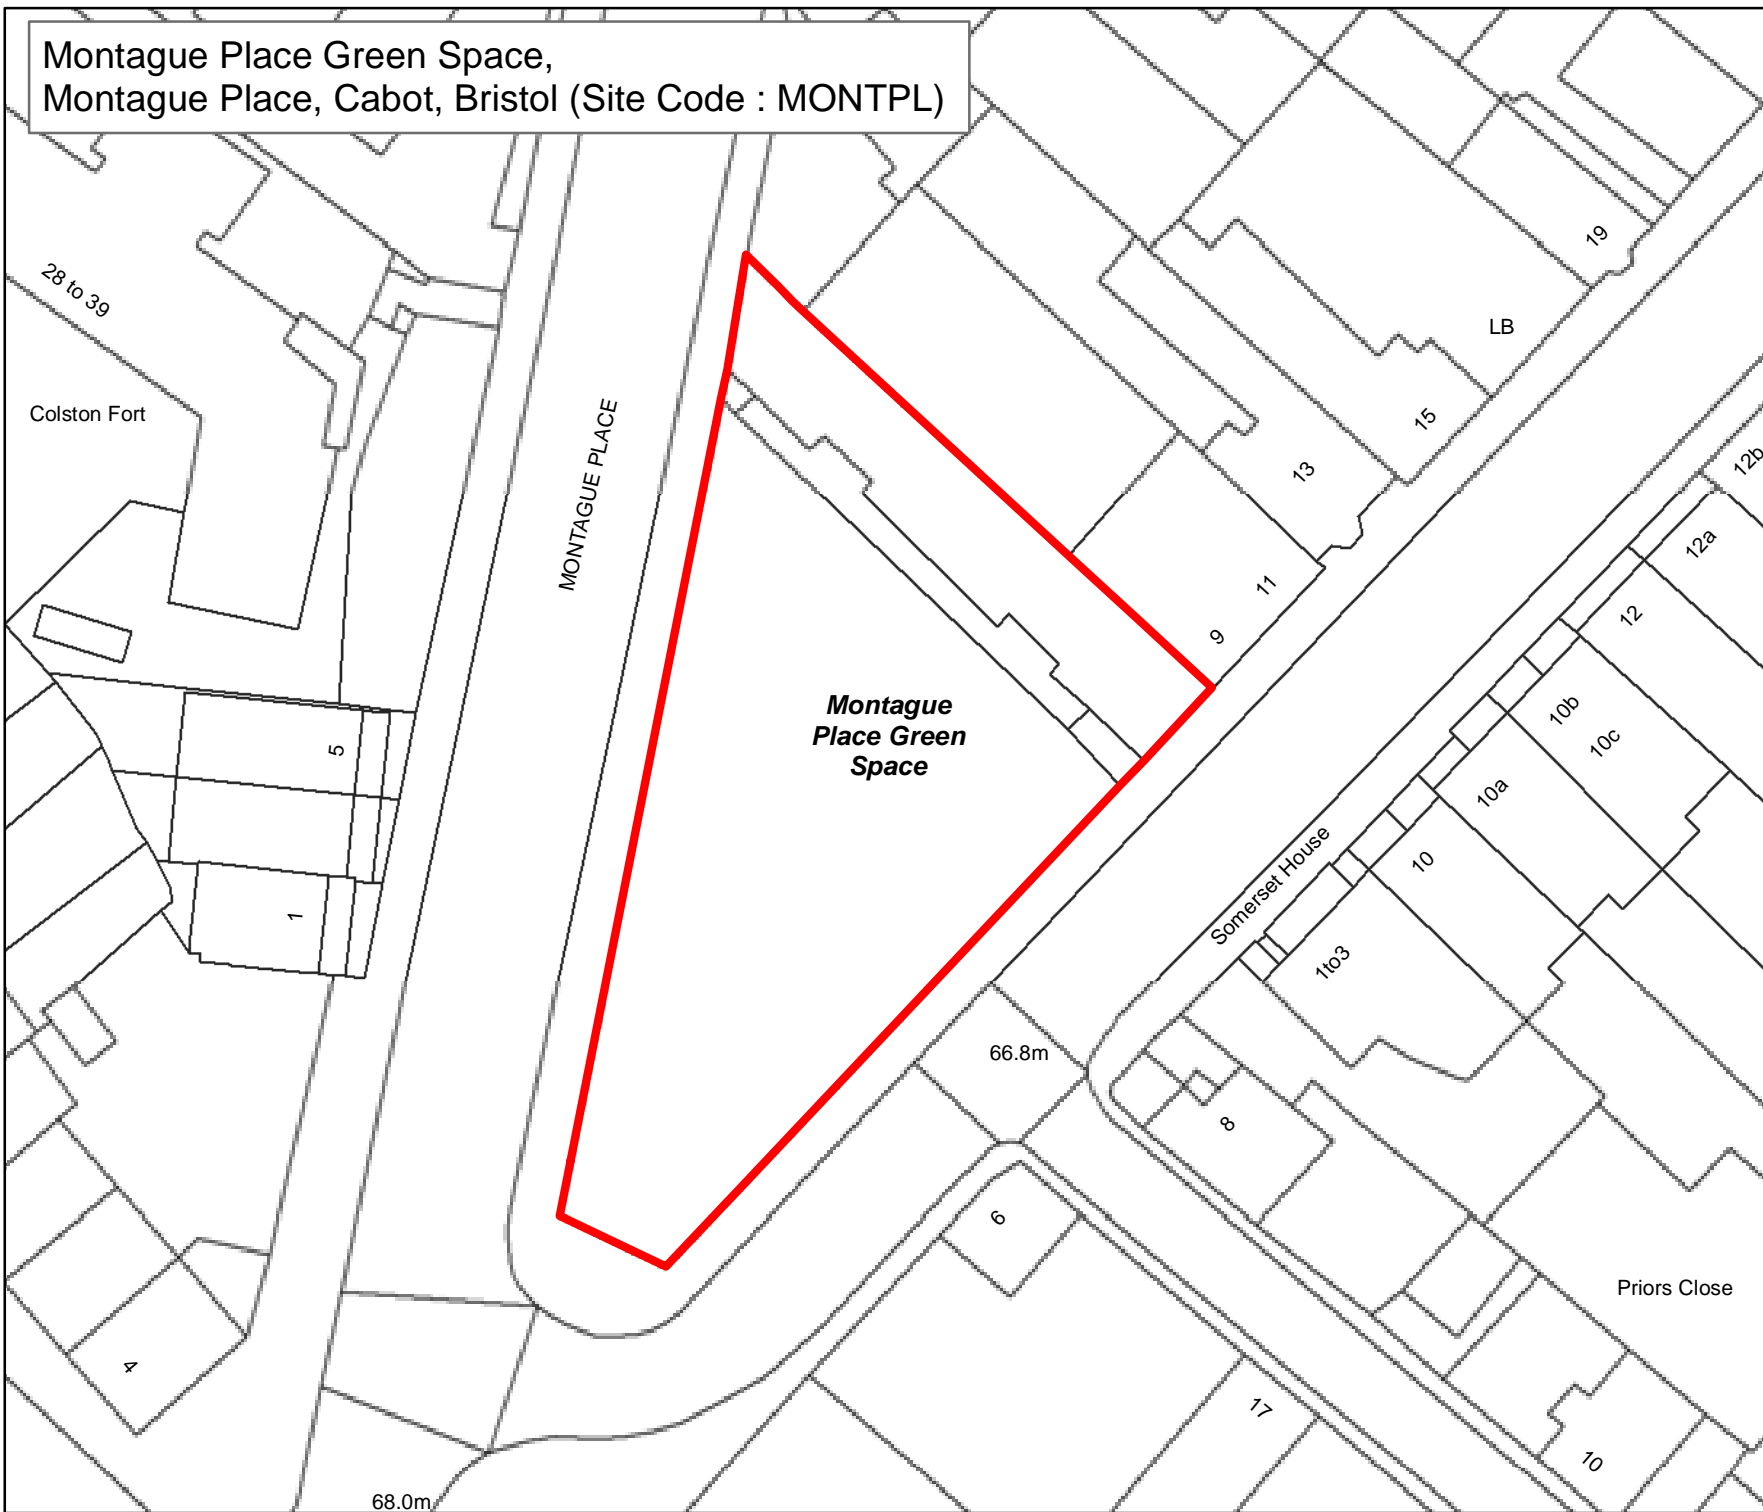 Montague Place Green Space,
Montague Place, Cabot, Bristol (Site Code : MONTPL)
28 to 39
Colston Fort
MONTAGUE PLACE
19
LB
15
13
11
9
12b
12a
12
10b
10c
10a
10
Somerset House
1to3
Montague
Place Green
Space
5
1
66.8m
8
6
Priors Close
4
17
10
68.0m